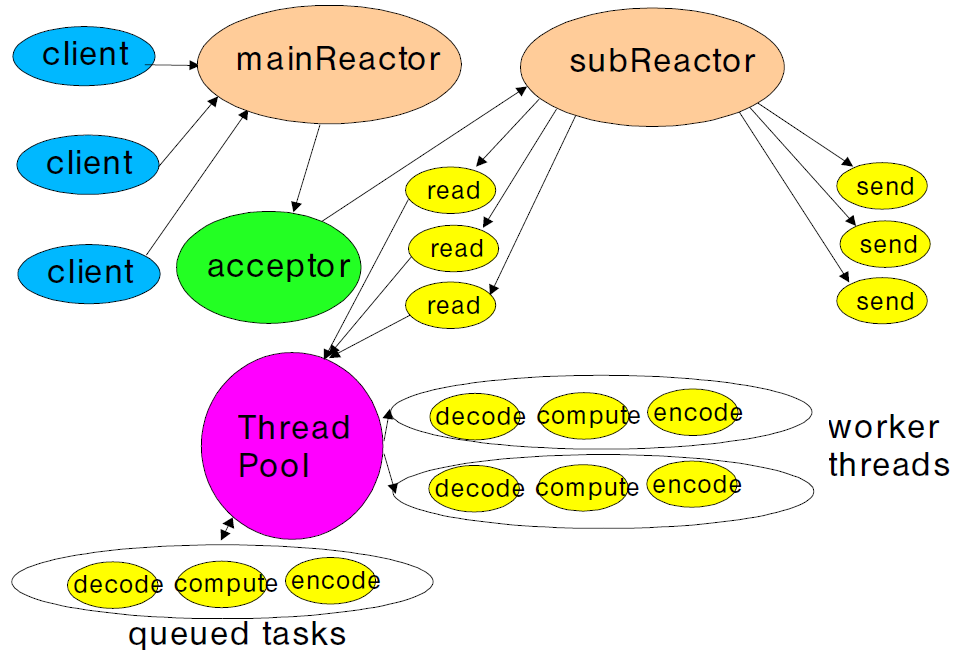 client
mainReactor
subReactor
client
read
send
client
acceptor
read
send
read
send
Thread
Pool
decode compute encode
worker
threads
decode compute encode
decode compute encode
queued tasks